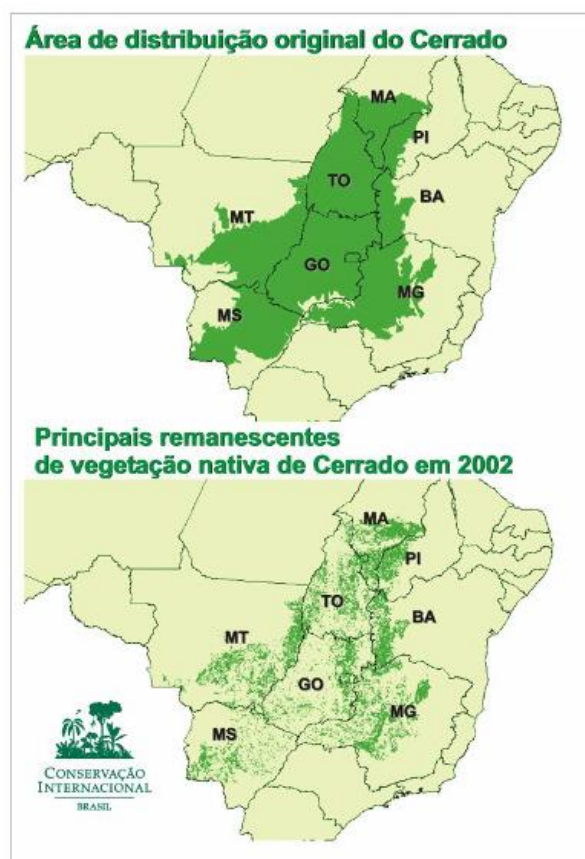 Área de distribuição original do Cerrado
MA
PI
TO
BA
MT
GO
MG
MS
Principais remanescentes
de vegetação nativa de Cerrado em 2002
MA
PI
TO
BA
MT
GO
MG
MS
CONSERVAÇÃO
INTERNACIONAL
BRASIL